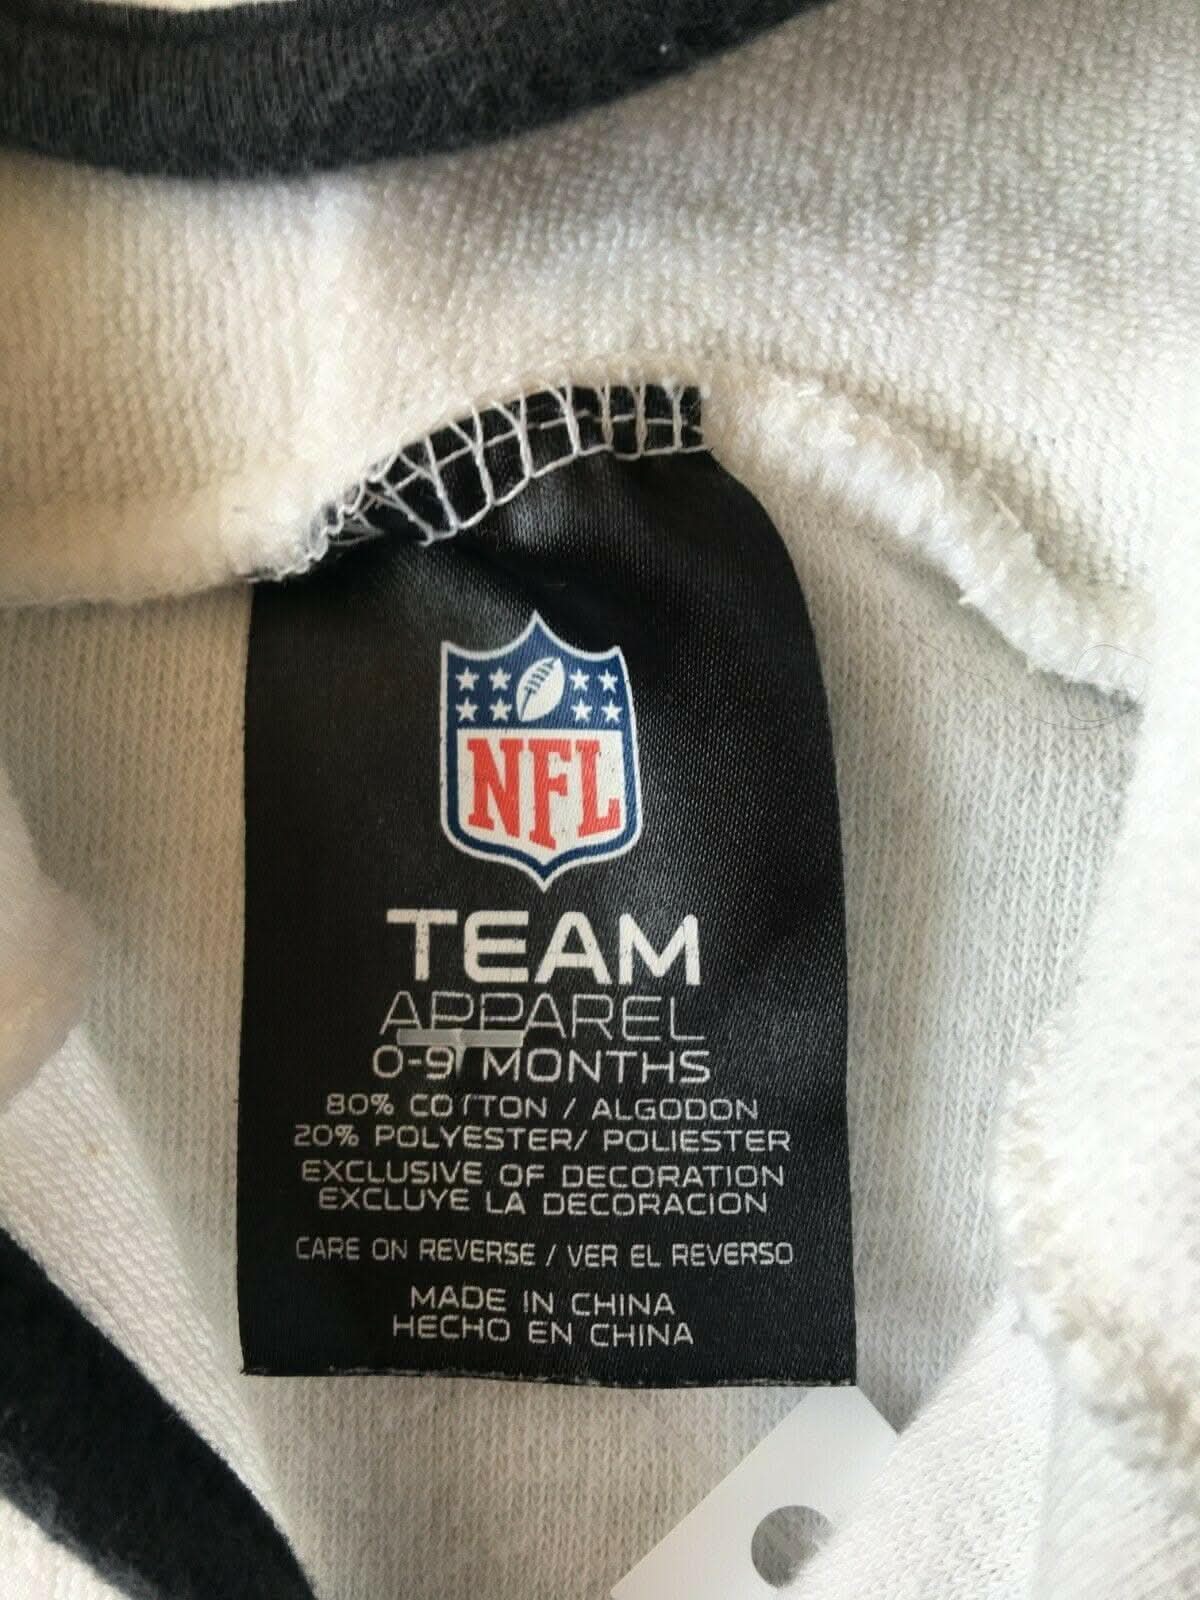 NFL
TEAM
APPAREL
0-9 MONTHS
80% COTTON / ALGODON
20% POLYESTER/ POLIESTER
EXCLUSIVE OF DECORATION
EXCLUYE LA DECORACION
CARE ON REVERSE / VER EL REVERSO
MADE IN CHINA
HECHO EN CHINA